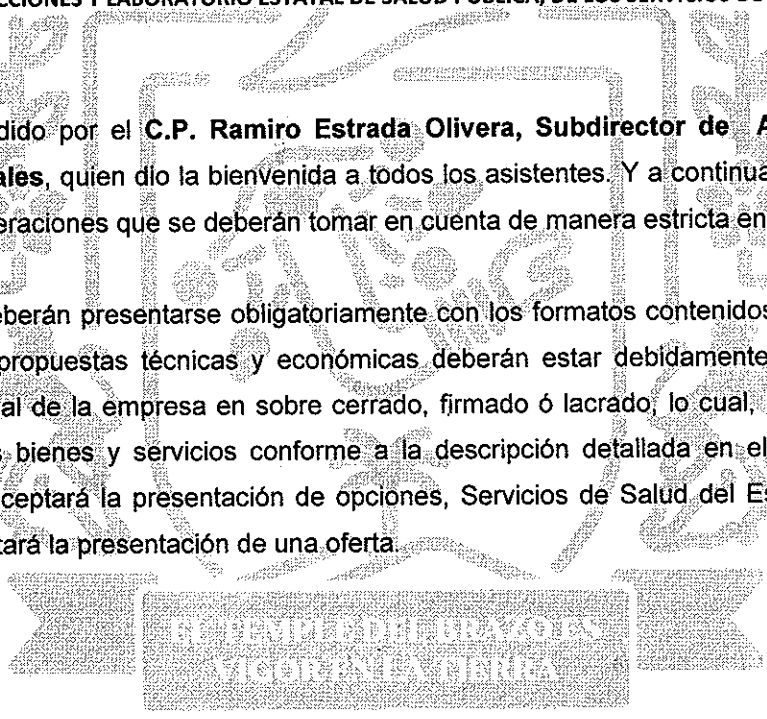 CCIONES Y LABORATORIO ESTATAL DE SALUD PÚBLICA, DE LOS SERVICIOS DE
dido por el C.P. Ramiro Estrada Olivera, Subdirector de A
ales, quien dio la bienvenida a todos los asistentes. Y a continua
eraciones que se deberán tomar en cuenta de manera estricta en
eberán presentarse obligatoriamente con los formatos contenidos
propuestas técnicas y económicas deberán estar debidamente
al de la empresa en sobre cerrado, firmado ó lacrado, lo cual,
s bienes y servicios conforme a la descripción detallada en el
ceptará la presentación de opciones, Servicios de Salud del Es
tará la presentación de una oferta.
EL TEMPLE DEL BRAZO ES
VIGOR EN LA TIERRA